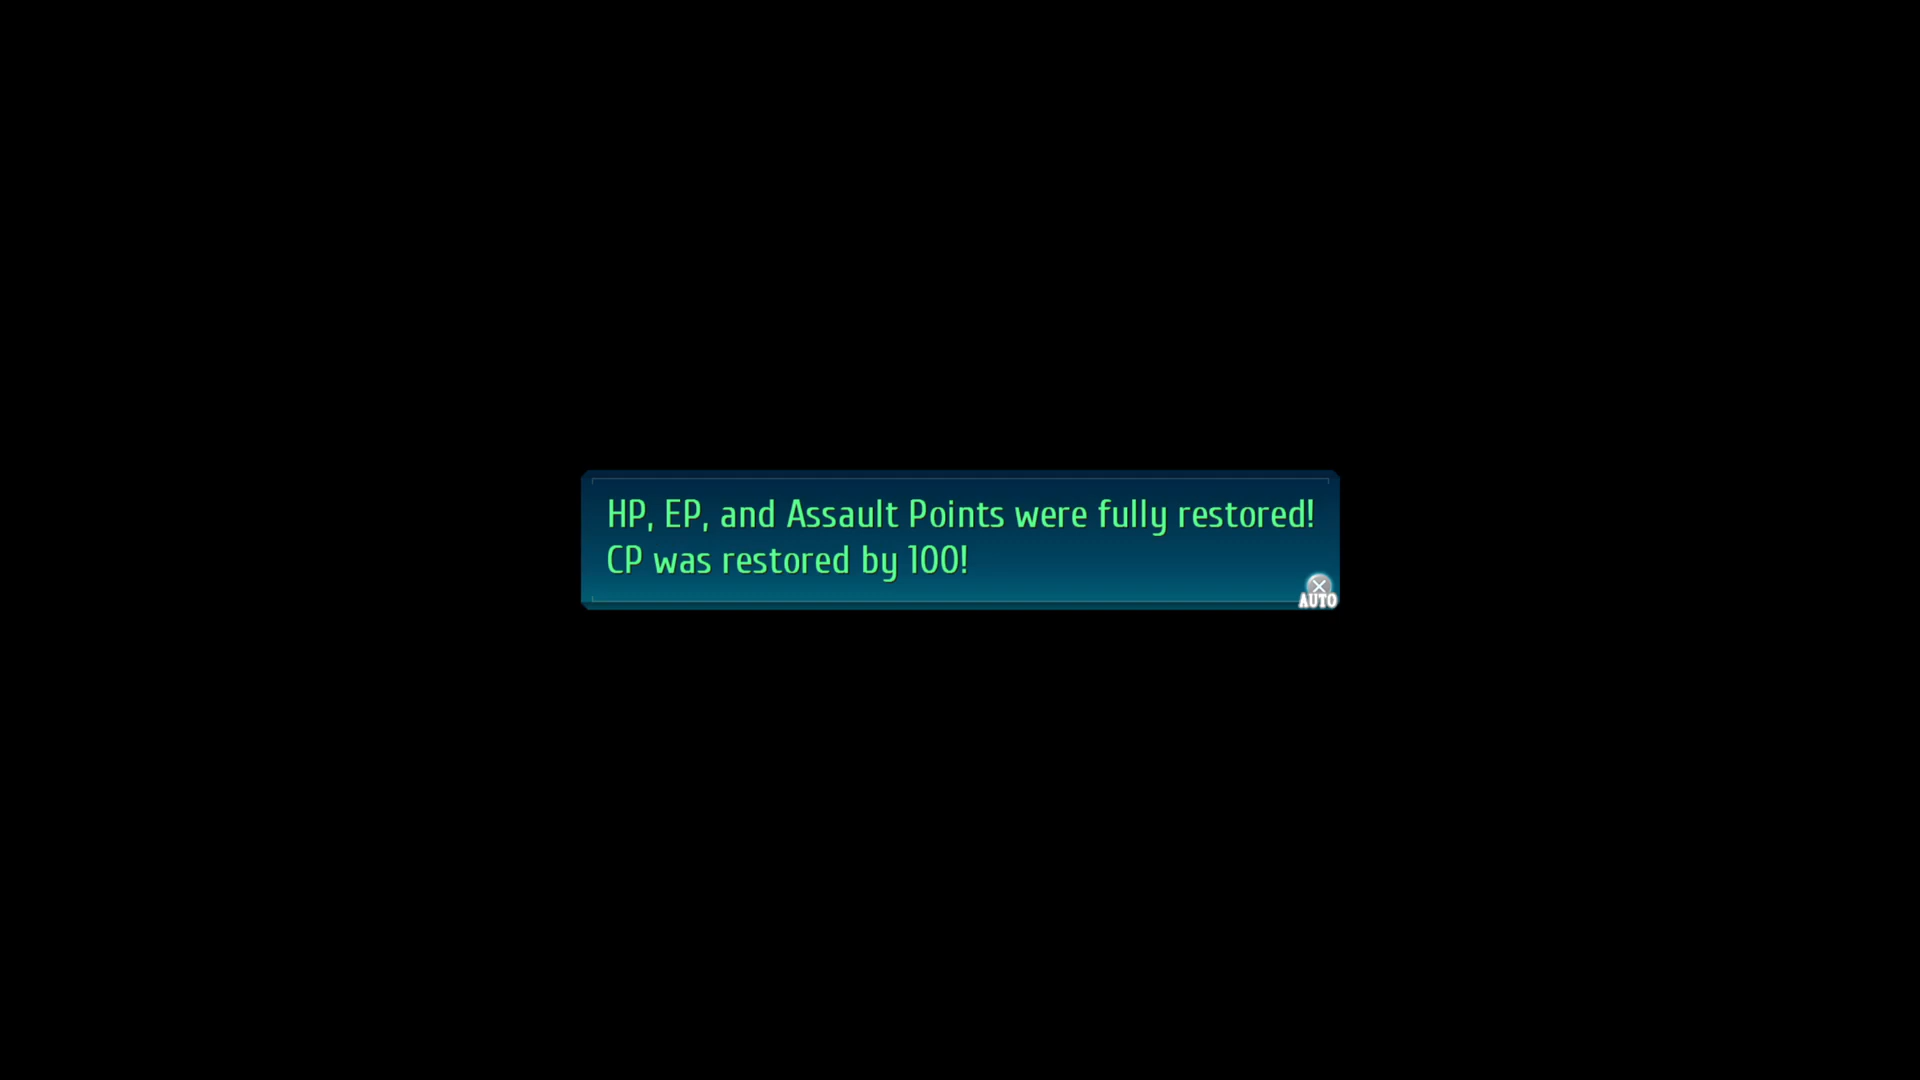 HP, EP, and Assault Points were fully restored!
CP was restored by 100!
AUTO